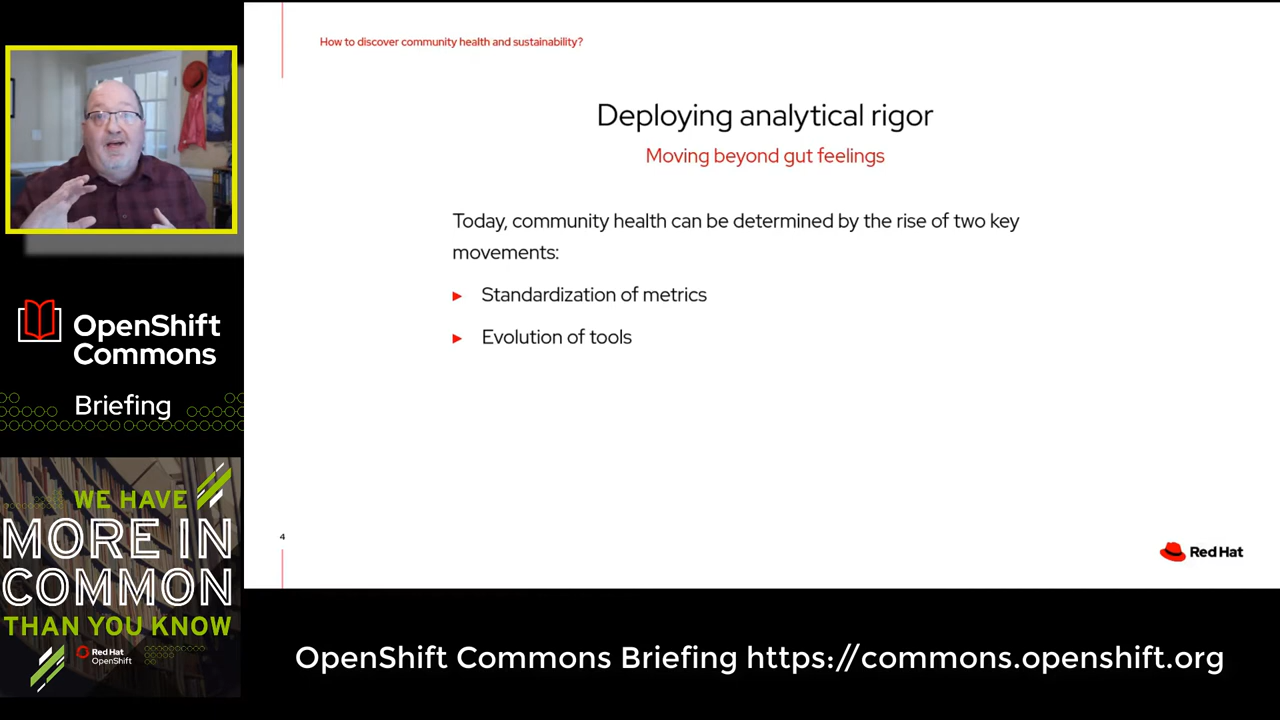 How to discover community health and sustainability?
Deploying analytical rigor
Moving beyond gut feelings
Today, community health can be determined by the rise of two key
movements:
Standardization of metrics
Evolution of tools
4
Red Hat
OpenShift
Commons
Briefing
WE HAVE
MORE IN
COMMON
THAN YOU KNOW
Red Hat
OpenShift
OpenShift Commons Briefing https://commons.openshift.org